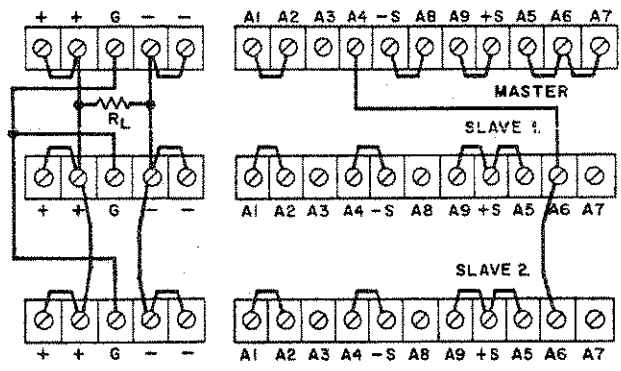 + + G - - A1 A2 A3 A4 -S A8 A9 +S A5 A6 A7
MASTER
RL
SLAVE 1.
+ + G - - A1 A2 A3 A4 -S A8 A9 +S A5 A6 A7
SLAVE 2.
+ + G - - A1 A2 A3 A4 -S A8 A9 +S A5 A6 A7